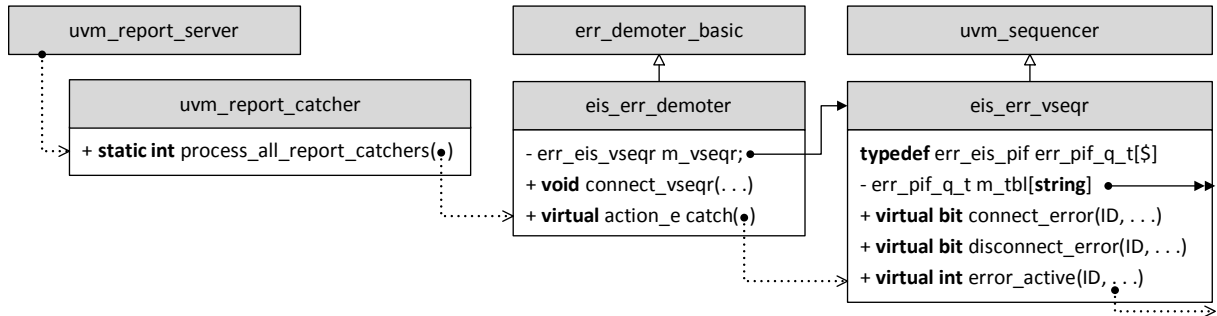 uvm_report_server
err_demoter_basic
uvm_sequencer
uvm_report_catcher
+ static int process_all_report_catchers( )
eis_err_demoter
- err_eis_vseqr m_vseqr;
+ void connect_vseqr(. . .)
+ virtual action_e catch( )
eis_err_vseqr
typedef err_eis_pif err_pif_q_t[$]
- err_pif_q_t m_tbl[string]
+ virtual bit connect_error(ID, . . .)
+ virtual bit disconnect_error(ID, . . .)
+ virtual int error_active(ID, . . .)